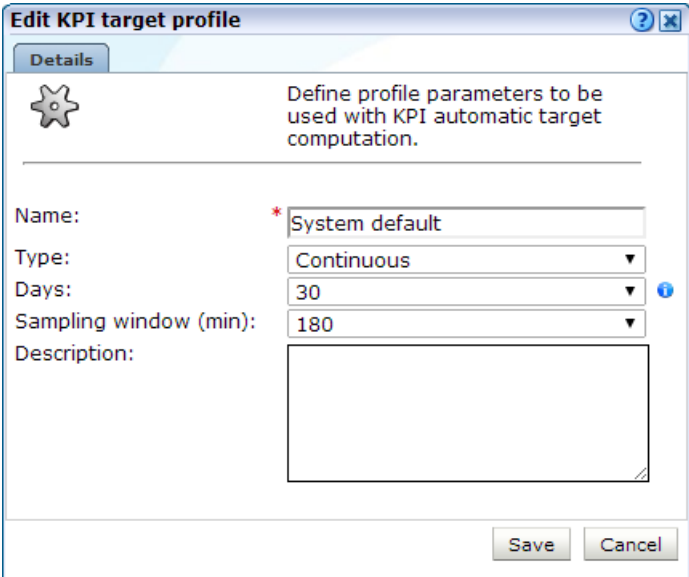 Edit KPI target profile
Details
Define profile parameters to be
used with KPI automatic target
computation.
Name: * System default
Type: Continuous
Days: 30
Sampling window (min): 180
Description:
Save Cancel